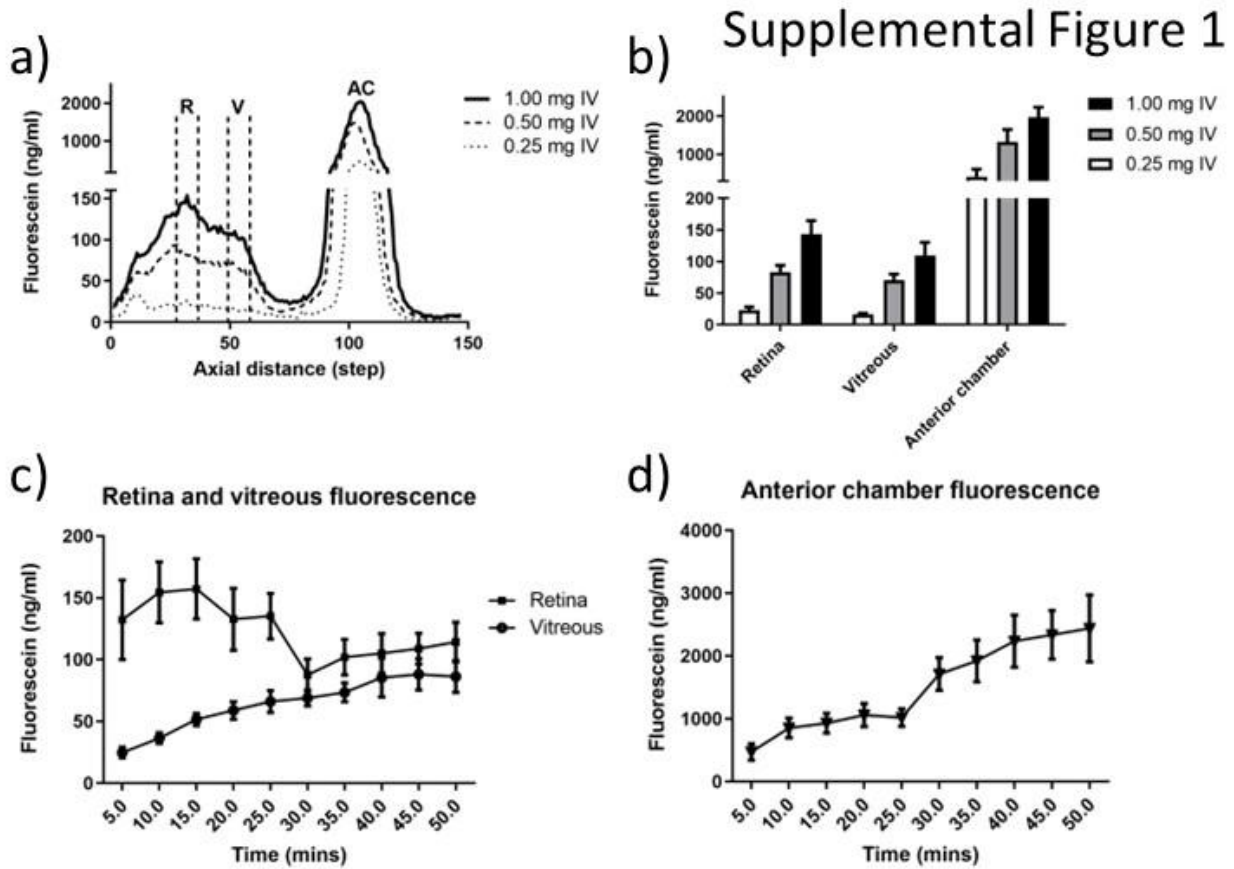 Supplemental Figure 1
a)
Fluorescein (ng/ml)
2000
1000
150
100
50
0
R
V
AC
0
50
100
150
Axial distance (step)
1.00 mg IV
0.50 mg IV
0.25 mg IV
b)
Fluorescein (ng/ml)
2000
1000
200
150
100
50
0
Retina
Vitreous
Anterior chamber
1.00 mg IV
0.50 mg IV
0.25 mg IV
c)
Retina and vitreous fluorescence
Fluorescein (ng/ml)
200
150
100
50
0
5.0
10.0
15.0
20.0
25.0
30.0
35.0
40.0
45.0
50.0
Time (mins)
Retina
Vitreous
d)
Anterior chamber fluorescence
Fluorescein (ng/ml)
4000
3000
2000
1000
0
5.0
10.0
15.0
20.0
25.0
30.0
35.0
40.0
45.0
50.0
Time (mins)